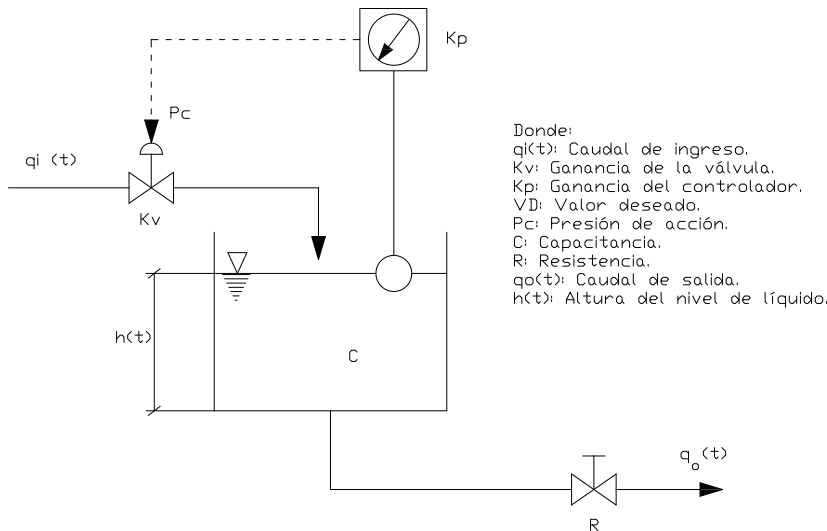 Kp
Pc
qi (t)
Kv
Donde:
qi(t): Caudal de ingreso.
Kv: Ganancia de la válvula.
Kp: Ganancia del controlador.
VD: Valor deseado.
Pc: Presión de acción.
C: Capacitancia.
R: Resistencia.
qo(t): Caudal de salida.
h(t): Altura del nivel de líquido.
h(t)
C
qo(t)
R